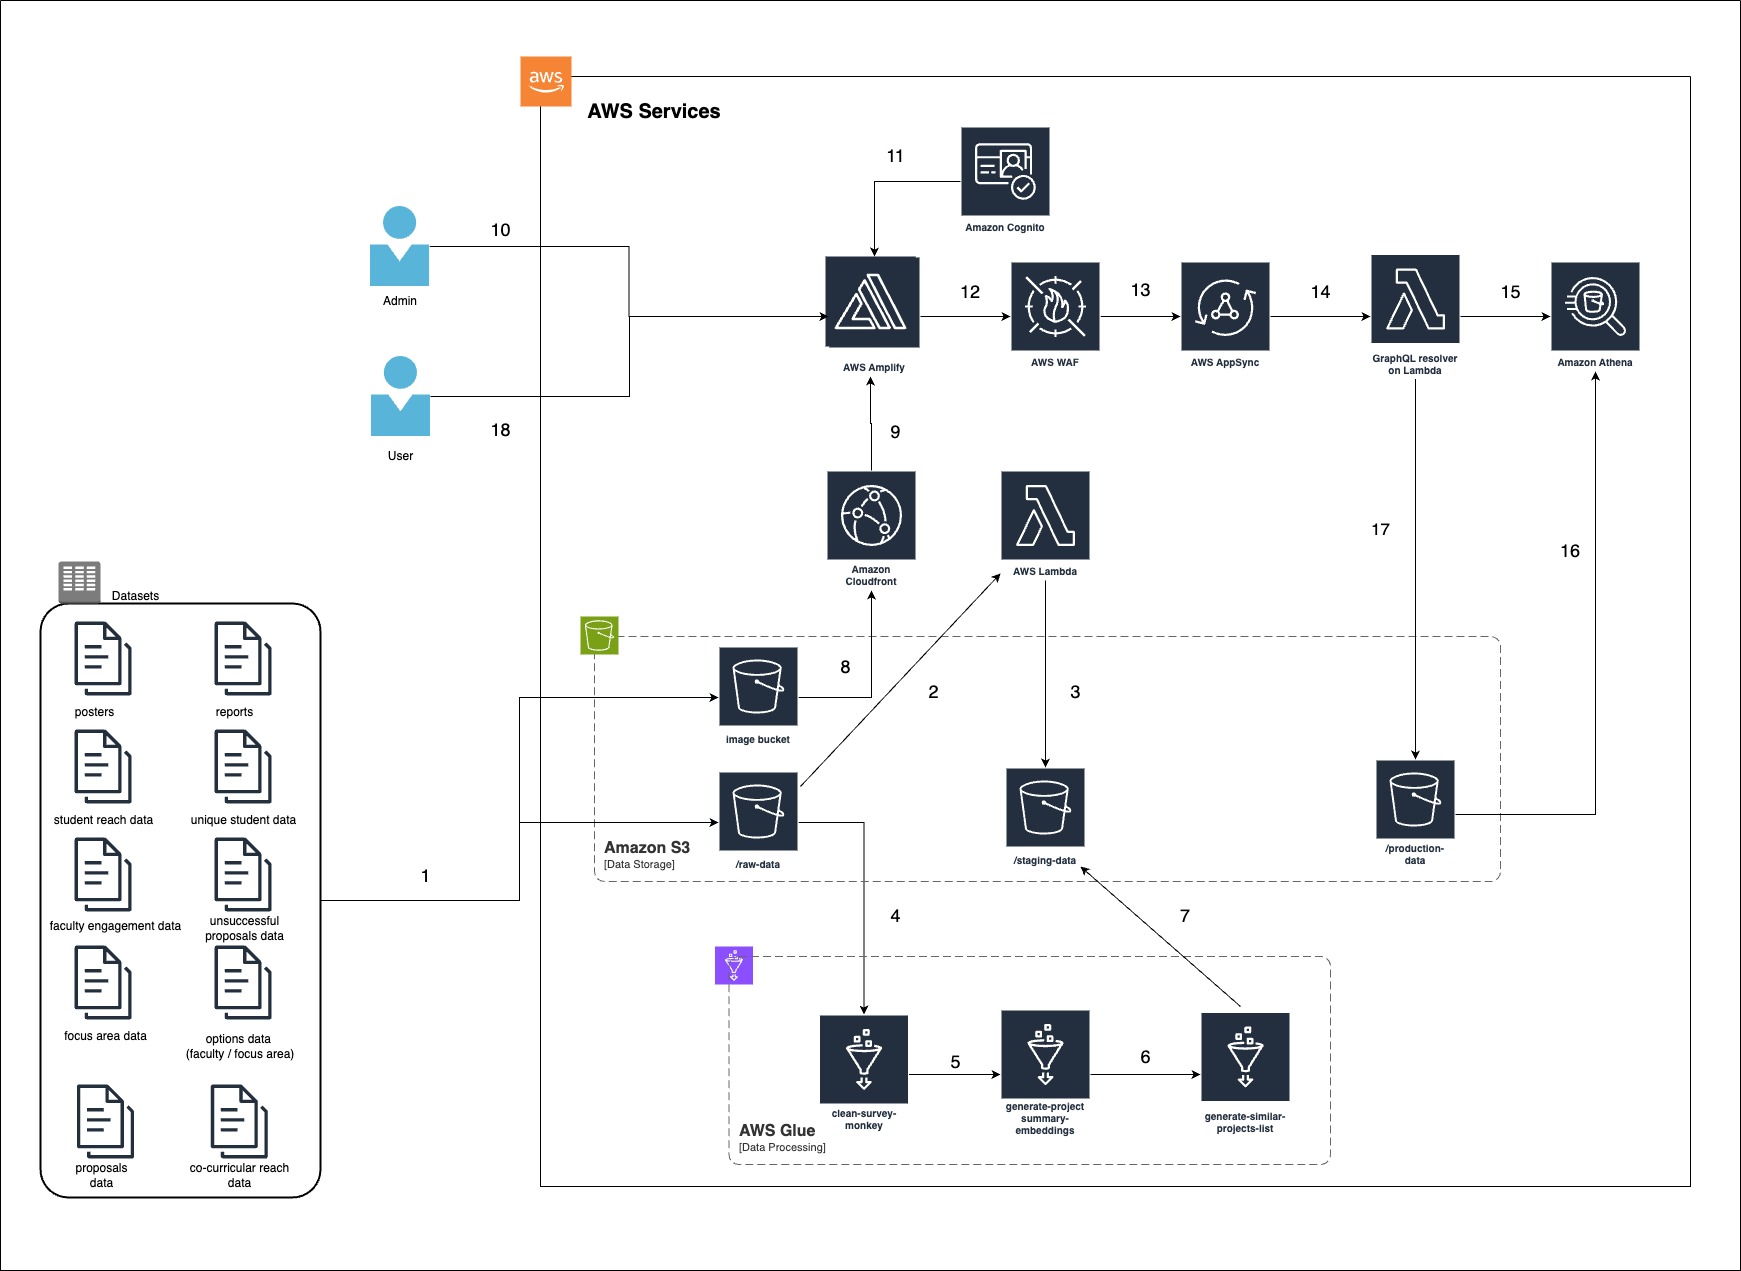 aws
AWS Services
11
Amazon Cognito
10
Admin
12
13
14
15
AWS Amplify
AWS WAF
AWS AppSync
GraphQL resolver
on Lambda
Amazon Athena
18
User
9
17
16
Amazon
Cloudfront
AWS Lambda
Datasets
posters
reports
student reach data
unique student data
faculty engagement data
unsuccessful
proposals data
focus area data
options data
(faculty / focus area)
proposals
data
co-curricular reach
data
1
8
2
3
image bucket
Amazon S3
[Data Storage]
/raw-data
/staging-data
/production-
data
4
7
5
6
clean-survey-
monkey
generate-project
summary-
embeddings
generate-similar-
projects-list
AWS Glue
[Data Processing]